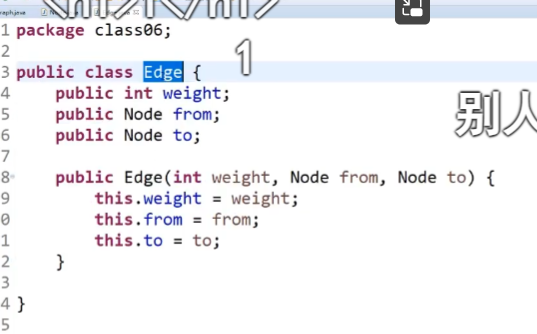 raph.java
1 package class06;
1
2
3 public class Edge {
4 public int weight;
别人
5 public Node from;
6 public Node to;
7
8 public Edge(int weight, Node from, Node to) {
9 this.weight = weight;
0 this.from = from;
1 this.to = to;
2 }
3
4 }
5